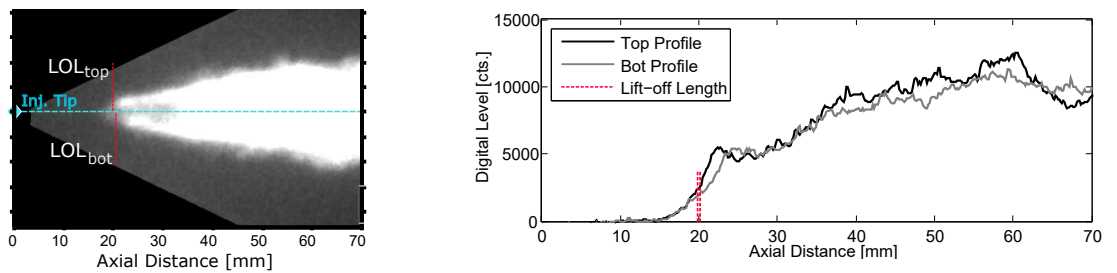 LOLtop
Inj. Tip
LOLbot
0 10 20 30 40 50 60 70
Axial Distance [mm]
15000
10000
5000
0
Digital Level [cts.]
Top Profile
Bot Profile
Lift-off Length
0 10 20 30 40 50 60 70
Axial Distance [mm]